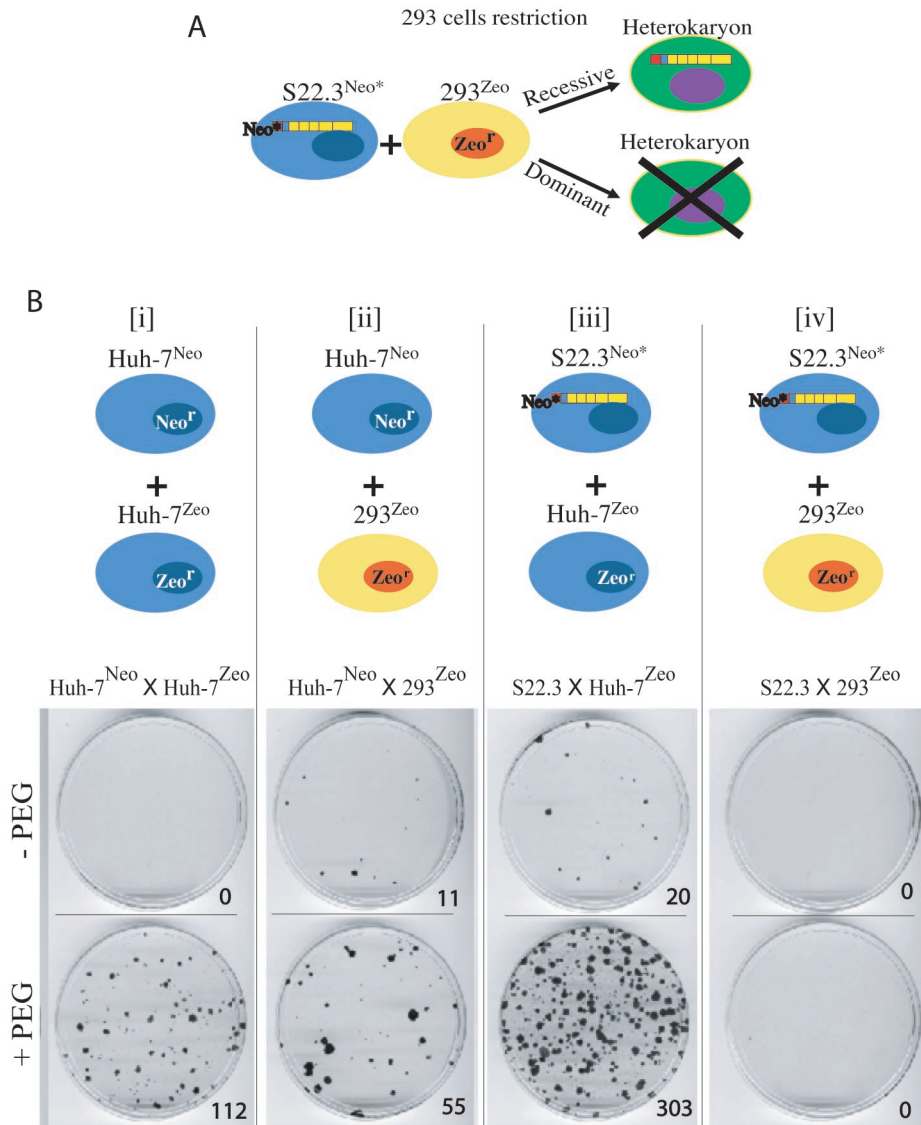 A
293 cells restriction
S22.3Neo*
293Zeo
Heterokaryon
Recessive
Neo*
+
Zeor
Heterokaryon
Dominant
B
[i] [ii] [iii] [iv]
Huh-7Neo Huh-7Neo S22.3Neo* S22.3Neo*
Neor Neor Neo* Neo*
+ + + +
Huh-7Zeo 293Zeo Huh-7Zeo 293Zeo
Zeor Zeor Zeor Zeor
Huh-7Neo X Huh-7Zeo Huh-7Neo X 293Zeo S22.3 X Huh-7Zeo S22.3 X 293Zeo
- PEG
0 11 20 0
+ PEG
112 55 303 0